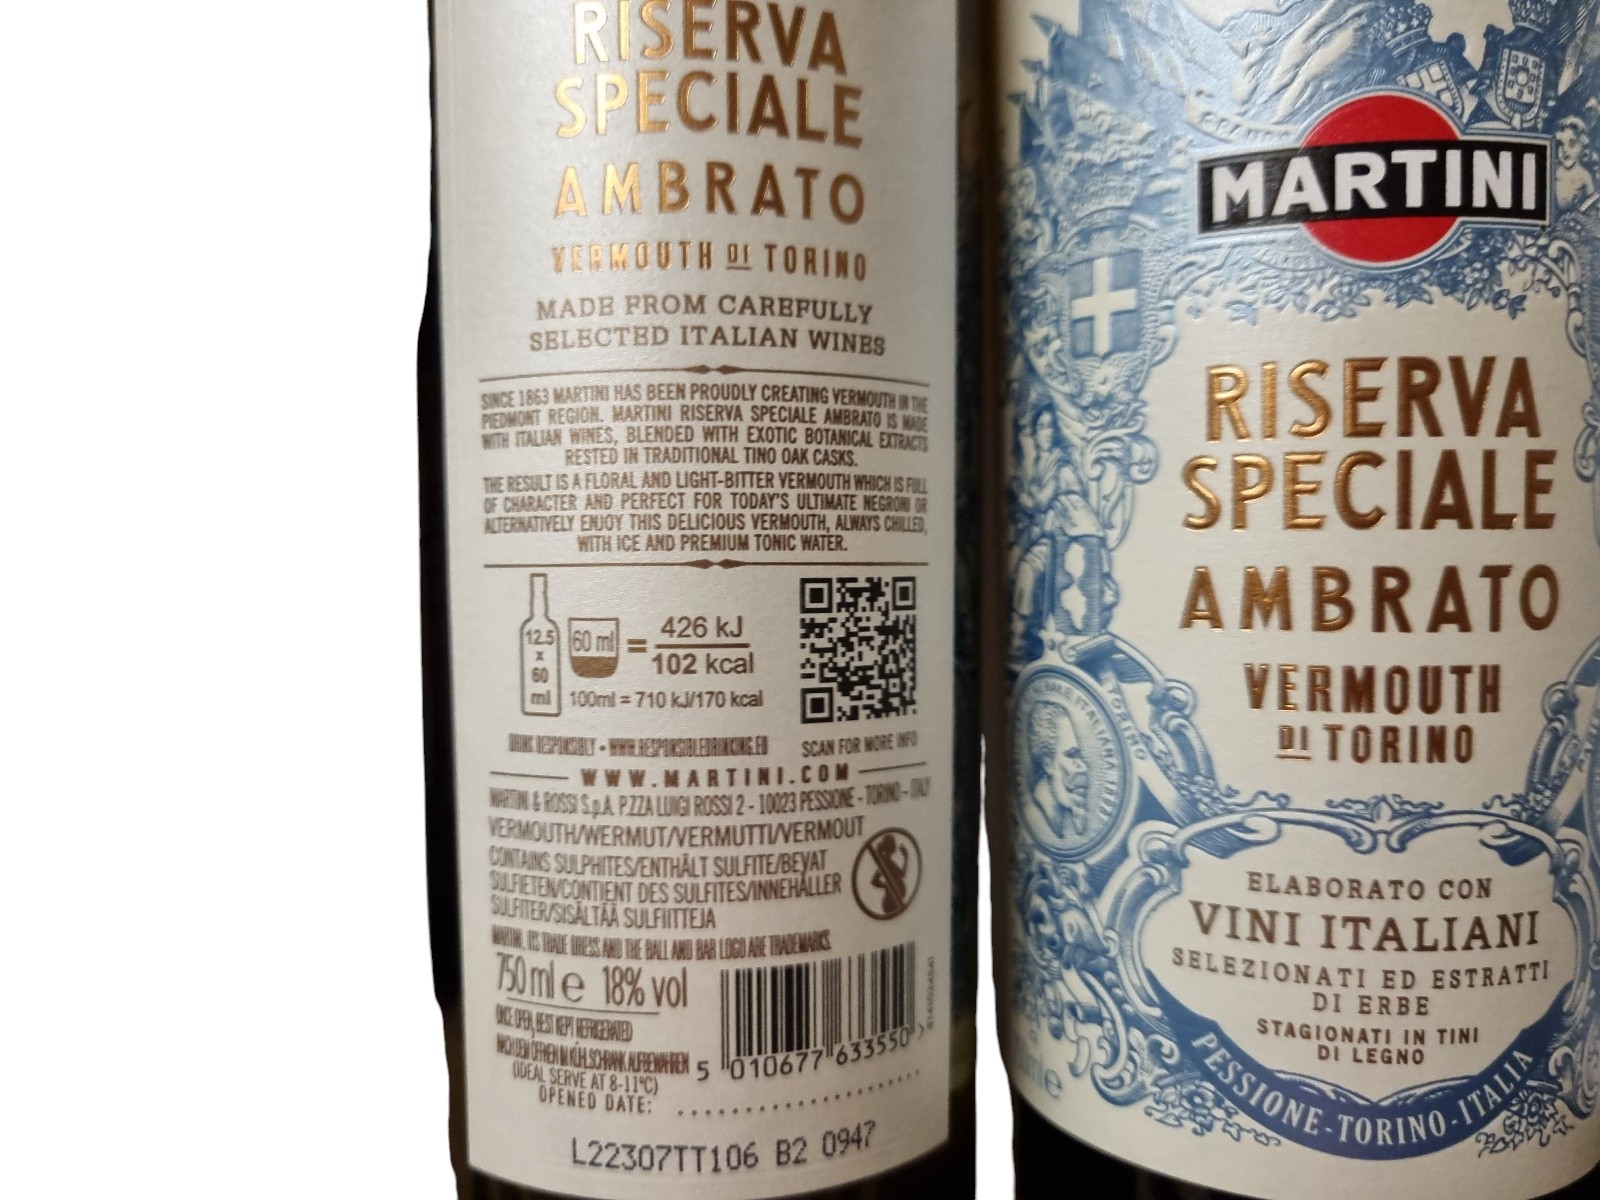 RISERVA
SPECIALE
AMBRATO
VERMOUTH DI TORINO
MADE FROM CAREFULLY
SELECTED ITALIAN WINES
SINCE 1863 MARTINI HAS BEEN PROUDLY CREATING VERMOUTH IN THE
PIEDMONT REGION. MARTINI RISERVA SPECIALE AMBRATO IS MADE
WITH ITALIAN WINES, BLENDED WITH EXOTIC BOTANICAL EXTRACTS
RESTED IN TRADITIONAL TINO OAK CASKS.
THE RESULT IS A FLORAL AND LIGHT-BITTER VERMOUTH WHICH IS FULL
OF CHARACTER AND PERFECT FOR TODAY'S ULTIMATE NEGRONI OR
ALTERNATIVELY ENJOY THIS DELICIOUS VERMOUTH, ALWAYS CHILLED,
WITH ICE AND PREMIUM TONIC WATER.
12.5
x
60
ml
60 ml
=
426 kJ
102 kcal
100ml = 710 kJ/170 kcal
DRINK RESPONSIBLY • WWW.RESPONSIBLEDRINKING.EU
SCAN FOR MORE INFO
WWW.MARTINI.COM
MARTINI & ROSSI S.p.A. P.ZZA LUIGI ROSSI 2 - 10023 PESSIONE - TORINO - ITALY
VERMOUTH/WERMUT/VERMUTTI/VERMOUT
CONTAINS SULPHITES/ENTHÄLT SULFITE/BEVAT
SULFIETEN/CONTIENT DES SULFITES/INNEHÅLLER
SULFITER/SISÄLTÄÄ SULFIITTEJA
MARTINI, ITS TRADE DRESS AND THE BALL AND BAR LOGO ARE TRADEMARKS.
750 ml e 18% vol
ONCE OPEN, BEST KEPT REFRIGERATED
NACH DEM ÖFFNEN IM KÜHLSCHRANK AUFBEWAHREN
(IDEAL SERVE AT 8-11°C)
OPENED DATE:
5 010677 633550 >
L22307TT106 B2 0947
MARTINI
RISERVA
SPECIALE
AMBRATO
VERMOUTH
DI TORINO
ELABORATO CON
VINI ITALIANI
SELEZIONATI ED ESTRATTI
DI ERBE
STAGIONATI IN TINI
DI LEGNO
PESSIONE-TORINO-ITALIA